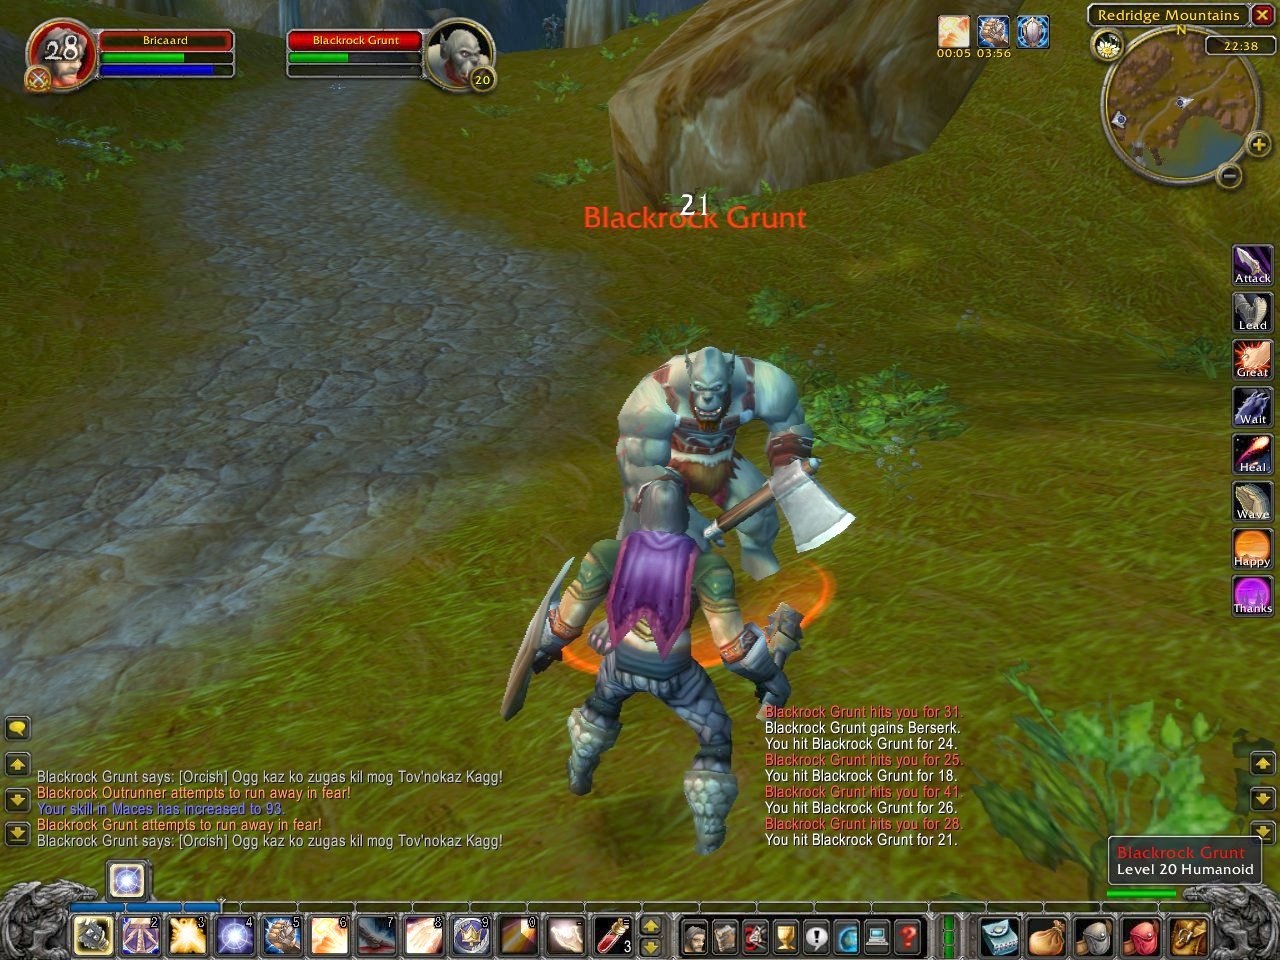 28
Bricaard
Blackrock Grunt
20
00:05 03:56
Redridge Mountains
N
22:38
21
Blackrock Grunt
Attack
Lead
Great
Wait
Heal
Wave
Happy
Thanks
Blackrock Grunt hits you for 31.
Blackrock Grunt gains Berserk.
You hit Blackrock Grunt for 24.
Blackrock Grunt hits you for 25.
You hit Blackrock Grunt for 18.
Blackrock Grunt hits you for 41.
You hit Blackrock Grunt for 26.
Blackrock Grunt hits you for 28.
You hit Blackrock Grunt for 21.
Blackrock Grunt says: [Orcish] Ogg kaz ko zugas kil mog Tov'nokaz Kagg!
Blackrock Outrunner attempts to run away in fear!
Your skill in Maces has increased to 93.
Blackrock Grunt attempts to run away in fear!
Blackrock Grunt says: [Orcish] Ogg kaz ko zugas kil mog Tov'nokaz Kagg!
Blackrock Grunt
Level 20 Humanoid
2 3 4 5 6 7 8 9 0 - =
3